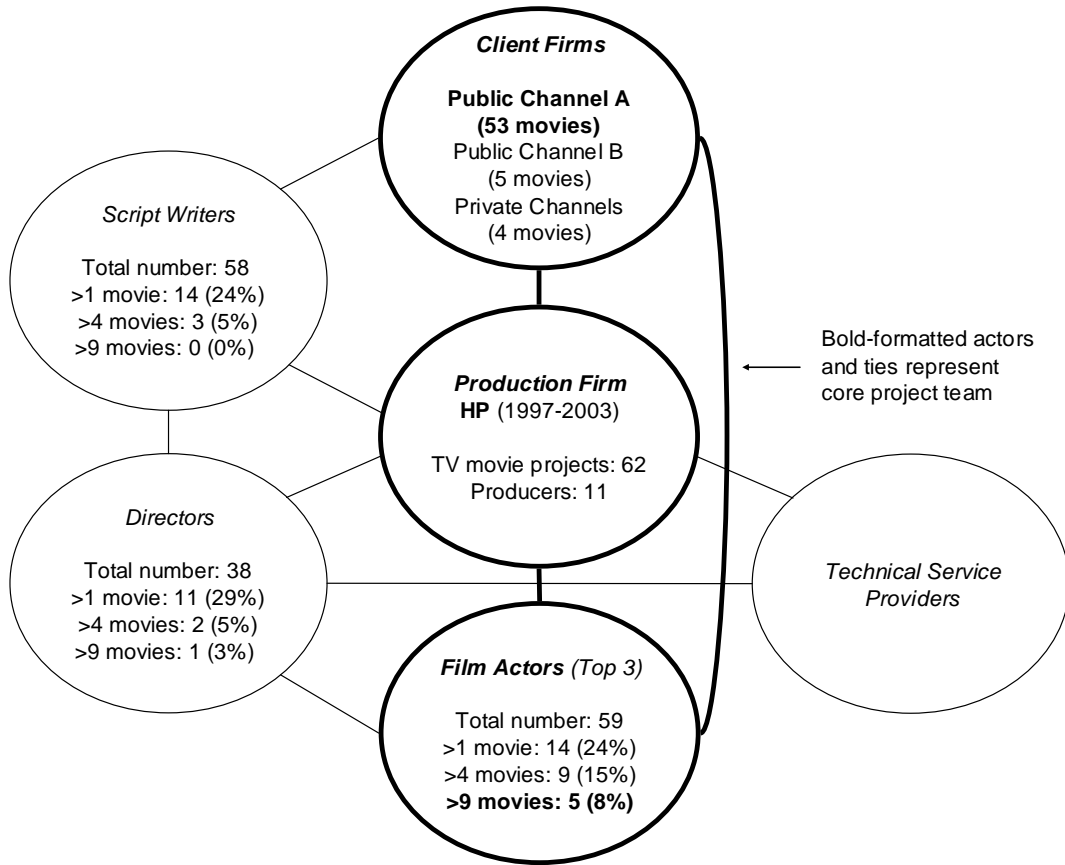 Client Firms
Public Channel A
(53 movies)
Public Channel B
(5 movies)
Private Channels
(4 movies)
Script Writers
Total number: 58
>1 movie: 14 (24%)
>4 movies: 3 (5%)
>9 movies: 0 (0%)
Production Firm
HP (1997-2003)
TV movie projects: 62
Producers: 11
Bold-formatted actors
and ties represent
core project team
Directors
Total number: 38
>1 movie: 11 (29%)
>4 movies: 2 (5%)
>9 movies: 1 (3%)
Technical Service
Providers
Film Actors (Top 3)
Total number: 59
>1 movie: 14 (24%)
>4 movies: 9 (15%)
>9 movies: 5 (8%)